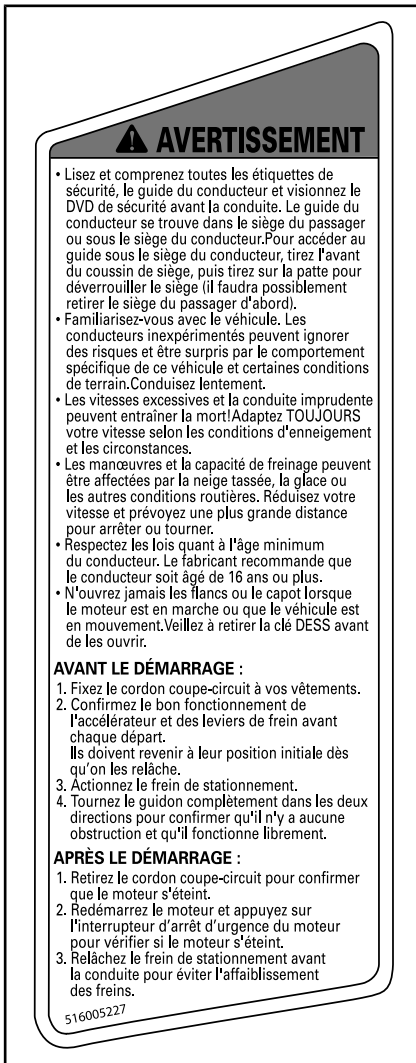 AVERTISSEMENT
• Lisez et comprenez toutes les étiquettes de
sécurité, le guide du conducteur et visionnez le
DVD de sécurité avant la conduite. Le guide du
conducteur se trouve dans le siège du passager
ou sous le siège du conducteur.Pour accéder au
guide sous le siège du conducteur, tirez l'avant
du coussin de siège, puis tirez sur la patte pour
déverrouiller le siège (il faudra possiblement
retirer le siège du passager d'abord).
• Familiarisez-vous avec le véhicule. Les
conducteurs inexpérimentés peuvent ignorer
des risques et être surpris par le comportement
spécifique de ce véhicule et certaines conditions
de terrain.Conduisez lentement.
• Les vitesses excessives et la conduite imprudente
peuvent entraîner la mort!Adaptez TOUJOURS
votre vitesse selon les conditions d'enneigement
et les circonstances.
• Les manœuvres et la capacité de freinage peuvent
être affectées par la neige tassée, la glace ou
les autres conditions routières. Réduisez votre
vitesse et prévoyez une plus grande distance
pour arrêter ou tourner.
• Respectez les lois quant à l'âge minimum
du conducteur. Le fabricant recommande que
le conducteur soit âgé de 16 ans ou plus.
• N'ouvrez jamais les flancs ou le capot lorsque
le moteur est en marche ou que le véhicule est
en mouvement.Veillez à retirer la clé DESS avant
de les ouvrir.
AVANT LE DÉMARRAGE :
1. Fixez le cordon coupe-circuit à vos vêtements.
2. Confirmez le bon fonctionnement de
l'accélérateur et des leviers de frein avant
chaque départ.
Ils doivent revenir à leur position initiale dès
qu'on les relâche.
3. Actionnez le frein de stationnement.
4. Tournez le guidon complètement dans les deux
directions pour confirmer qu'il n'y a aucune
obstruction et qu'il fonctionne librement.
APRÈS LE DÉMARRAGE :
1. Retirez le cordon coupe-circuit pour confirmer
que le moteur s'éteint.
2. Redémarrez le moteur et appuyez sur
l'interrupteur d'arrêt d'urgence du moteur
pour vérifier si le moteur s'éteint.
3. Relâchez le frein de stationnement avant
la conduite pour éviter l'affaiblissement
des freins.
516005227